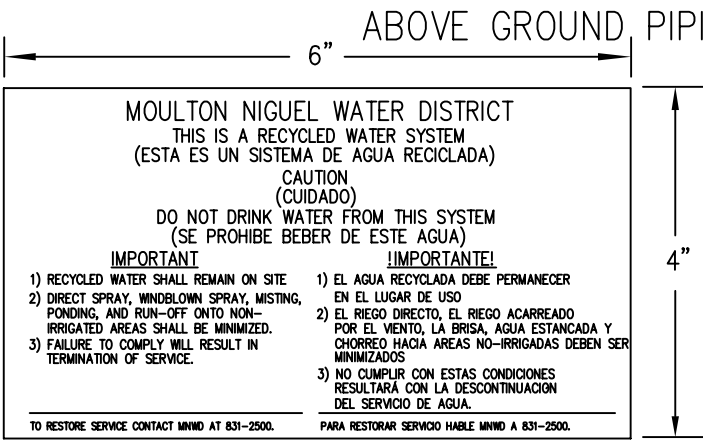 ABOVE GROUND PIPI
6”
4”
MOULTON NIGUEL WATER DISTRICT
THIS IS A RECYCLED WATER SYSTEM
(ESTA ES UN SISTEMA DE AGUA RECICLADA)
CAUTION
(CUIDADO)
DO NOT DRINK WATER FROM THIS SYSTEM
(SE PROHIBE BEBER DE ESTE AGUA)
IMPORTANT
1) RECYCLED WATER SHALL REMAIN ON SITE
2) DIRECT SPRAY, WINDBLOWN SPRAY, MISTING,
PONDING, AND RUN-OFF ONTO NON-
IRRIGATED AREAS SHALL BE MINIMIZED.
3) FAILURE TO COMPLY WILL RESULT IN
TERMINATION OF SERVICE.
TO RESTORE SERVICE CONTACT MNWD AT 831-2500.
!IMPORTANTE!
1) EL AGUA RECYCLADA DEBE PERMANECER
EN EL LUGAR DE USO
2) EL RIEGO DIRECTO, EL RIEGO ACARREADO
POR EL VIENTO, LA BRISA, AGUA ESTANCADA Y
CHORREO HACIA AREAS NO-IRRIGADAS DEBEN SER
MINIMIZADOS
3) NO CUMPLIR CON ESTAS CONDICIONES
RESULTARÁ CON LA DESCONTINUACION
DEL SERVICIO DE AGUA.
PARA RESTORAR SERVICIO HABLE MNWD A 831-2500.